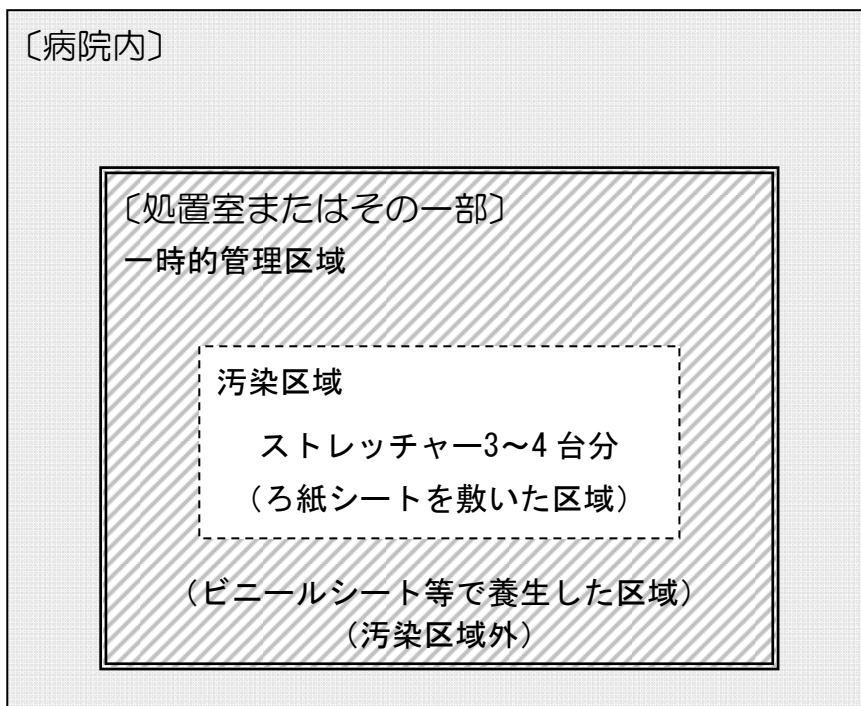 〔病院内〕
〔処置室またはその一部〕
一時的管理区域
汚染区域
ストレッチャー3～4 台分
（ろ紙シートを敷いた区域）
（ビニールシート等で養生した区域）
（汚染区域外）